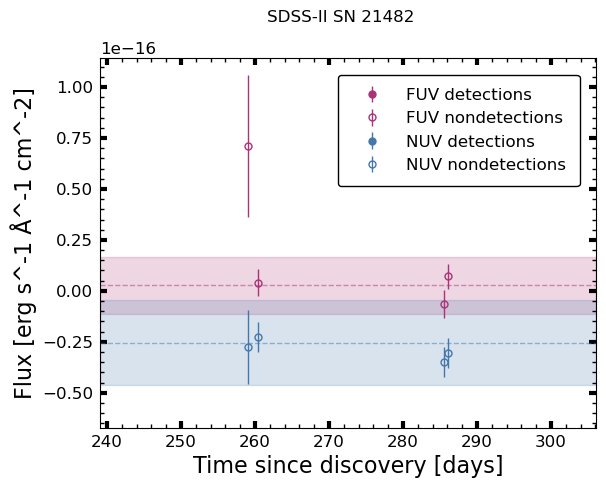 SDSS-II SN 21482
1e−16
FUV detections
FUV nondetections
NUV detections
NUV nondetections
1.00
0.75
0.50
0.25
0.00
−0.25
−0.50
Flux [erg s^-1 Å^-1 cm^-2]
240 250 260 270 280 290 300
Time since discovery [days]